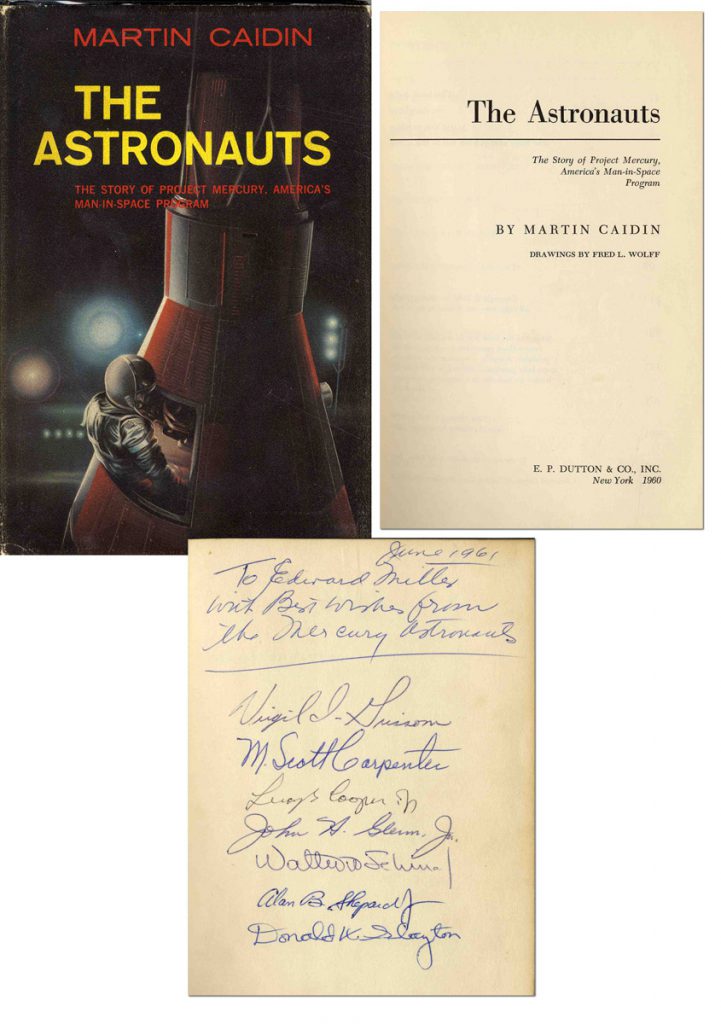 MARTIN CAIDIN
THE
ASTRONAUTS
THE STORY OF PROJECT MERCURY, AMERICA'S
MAN-IN-SPACE PROGRAM
The Astronauts
The Story of Project Mercury,
America's Man-in-Space
Program
BY MARTIN CAIDIN
DRAWINGS BY FRED L. WOLFF
E. P. DUTTON & CO., INC.
New York 1960
June 1961
To Edward Miller
with Best wishes from
the Mercury Astronauts
Virgil I. Grissom
M. Scott Carpenter
Cooper Jr
John H. Glenn, Jr.
Walter M Schirra Jr
Alan B. Shepard Jr
Donald K. Slayton